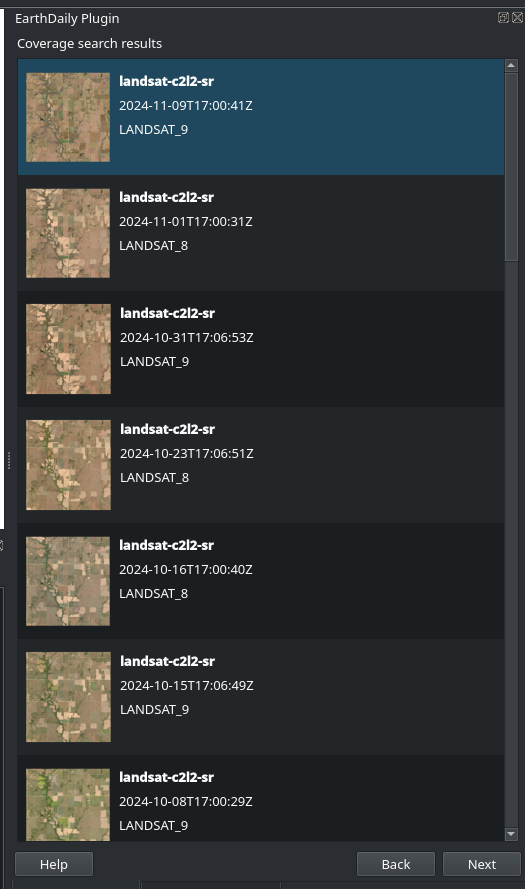 EarthDaily Plugin
Coverage search results
landsat-c2l2-sr
2024-11-09T17:00:41Z
LANDSAT_9
landsat-c2l2-sr
2024-11-01T17:00:31Z
LANDSAT_8
landsat-c2l2-sr
2024-10-31T17:06:53Z
LANDSAT_9
landsat-c2l2-sr
2024-10-23T17:06:51Z
LANDSAT_8
landsat-c2l2-sr
2024-10-16T17:00:40Z
LANDSAT_8
landsat-c2l2-sr
2024-10-15T17:06:49Z
LANDSAT_9
landsat-c2l2-sr
2024-10-08T17:00:29Z
LANDSAT_9
Help Back Next